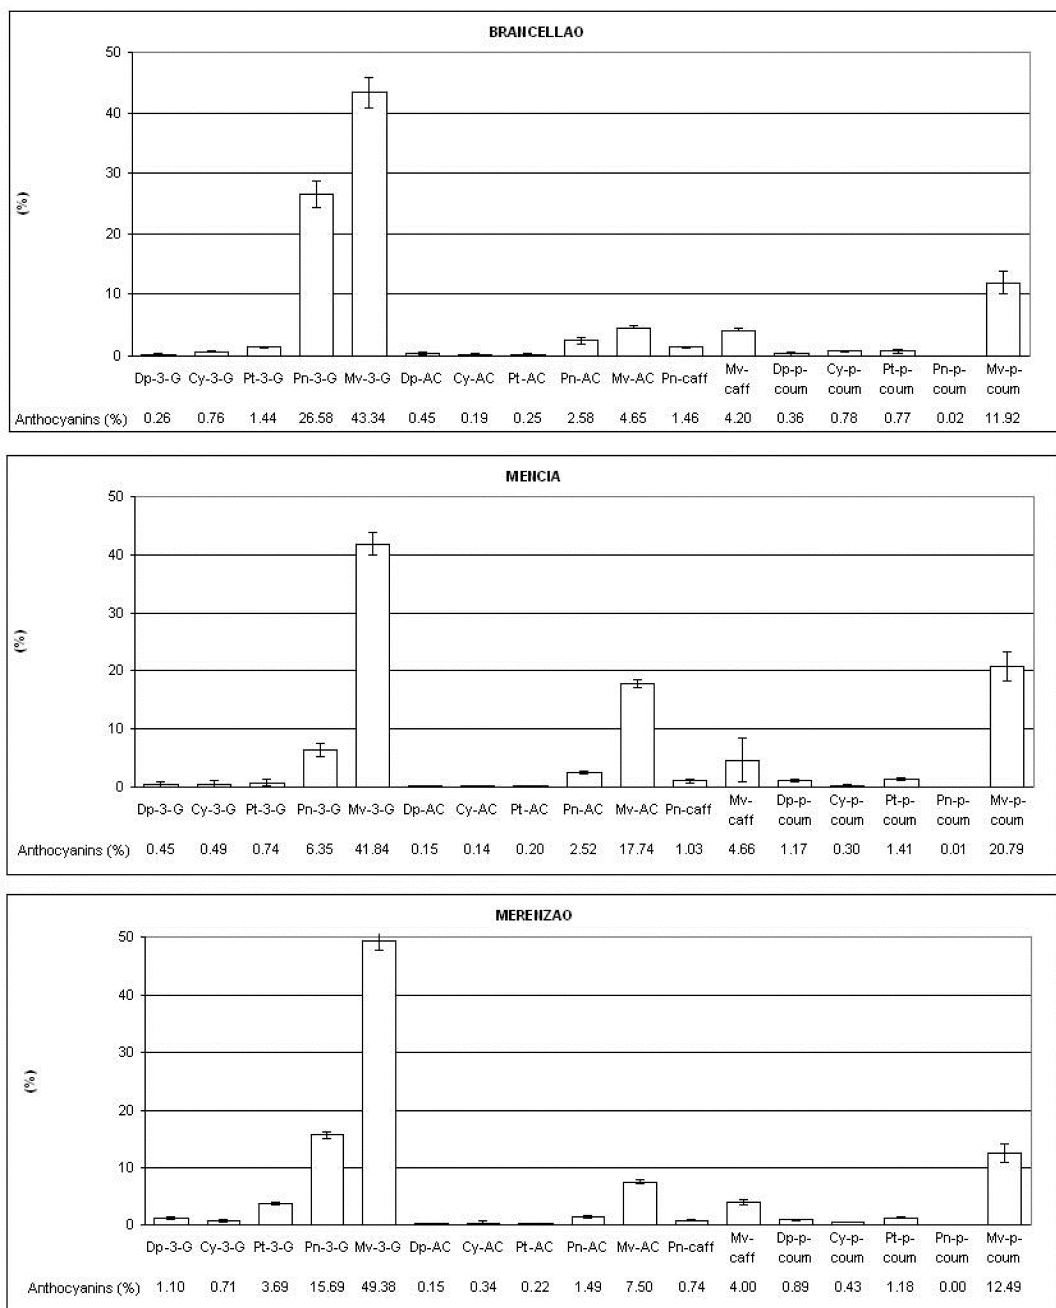 BRANCELLAO
50
40
30
20
10
0
(%)
Dp-3-G Cy-3-G Pt-3-G Pn-3-G Mv-3-G Dp-AC Cy-AC Pt-AC Pn-AC Mv-AC Pn-caff Mv-caff Dp-p-coum Cy-p-coum Pt-p-coum Pn-p-coum Mv-p-coum
Anthocyanins (%) 0.26 0.76 1.44 26.58 43.34 0.45 0.19 0.25 2.58 4.65 1.46 4.20 0.36 0.78 0.77 0.02 11.92
MENCIA
50
40
30
20
10
0
(%)
Dp-3-G Cy-3-G Pt-3-G Pn-3-G Mv-3-G Dp-AC Cy-AC Pt-AC Pn-AC Mv-AC Pn-caff Mv-caff Dp-p-coum Cy-p-coum Pt-p-coum Pn-p-coum Mv-p-coum
Anthocyanins (%) 0.45 0.49 0.74 6.35 41.84 0.15 0.14 0.20 2.52 17.74 1.03 4.66 1.17 0.30 1.41 0.01 20.79
MERENZAO
50
40
30
20
10
0
(%)
Dp-3-G Cy-3-G Pt-3-G Pn-3-G Mv-3-G Dp-AC Cy-AC Pt-AC Pn-AC Mv-AC Pn-caff Mv-caff Dp-p-coum Cy-p-coum Pt-p-coum Pn-p-coum Mv-p-coum
Anthocyanins (%) 1.10 0.71 3.69 15.69 49.38 0.15 0.34 0.22 1.49 7.50 0.74 4.00 0.89 0.43 1.18 0.00 12.49